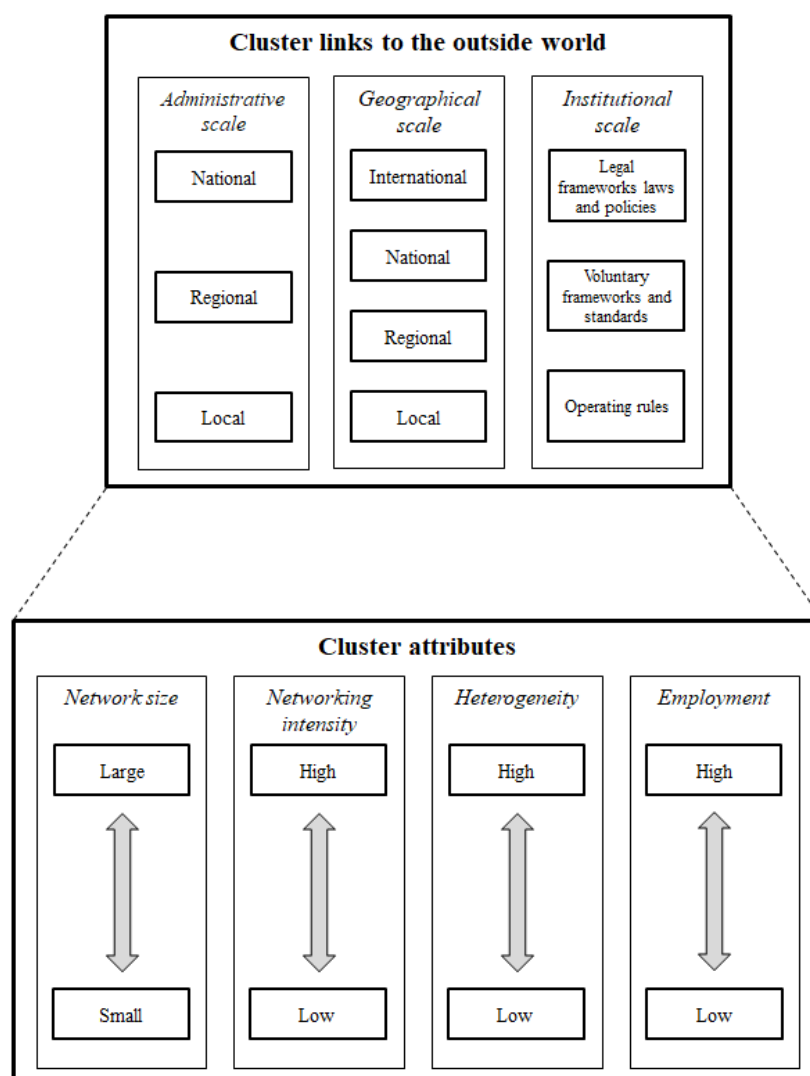 Cluster links to the outside world
Administrative
scale
National
Regional
Local
Geographical
scale
International
National
Regional
Local
Institutional
scale
Legal
frameworks laws
and policies
Voluntary
frameworks and
standards
Operating rules
Cluster attributes
Network size
Large
Small
Networking
intensity
High
Low
Heterogeneity
High
Low
Employment
High
Low